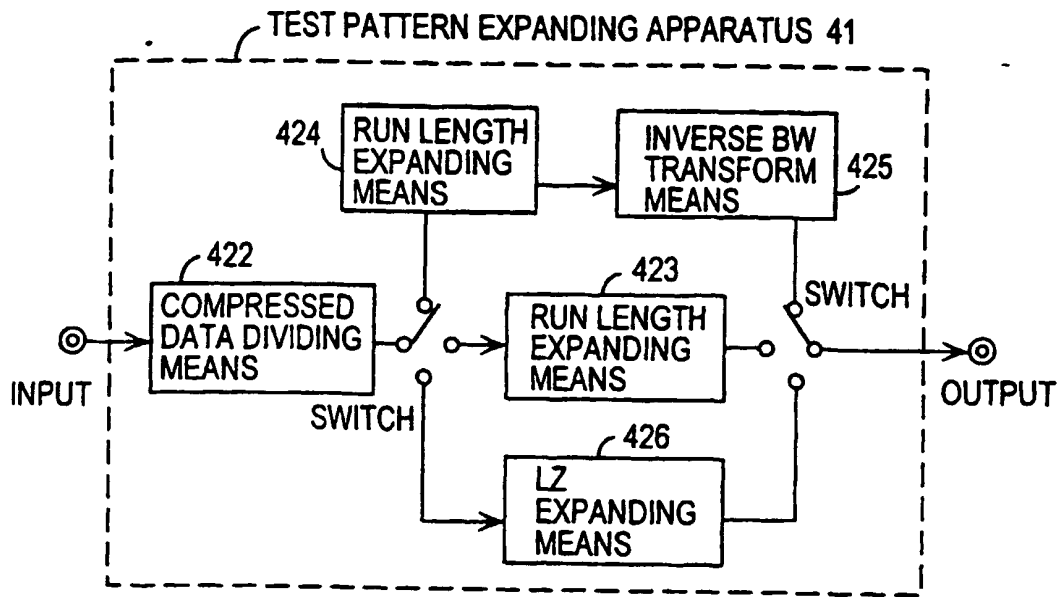 TEST PATTERN EXPANDING APPARATUS 41
424
RUN LENGTH
EXPANDING
MEANS
INVERSE BW
TRANSFORM
MEANS
425
422
COMPRESSED
DATA DIVIDING
MEANS
423
RUN LENGTH
EXPANDING
MEANS
SWITCH
INPUT
SWITCH
OUTPUT
426
LZ
EXPANDING
MEANS